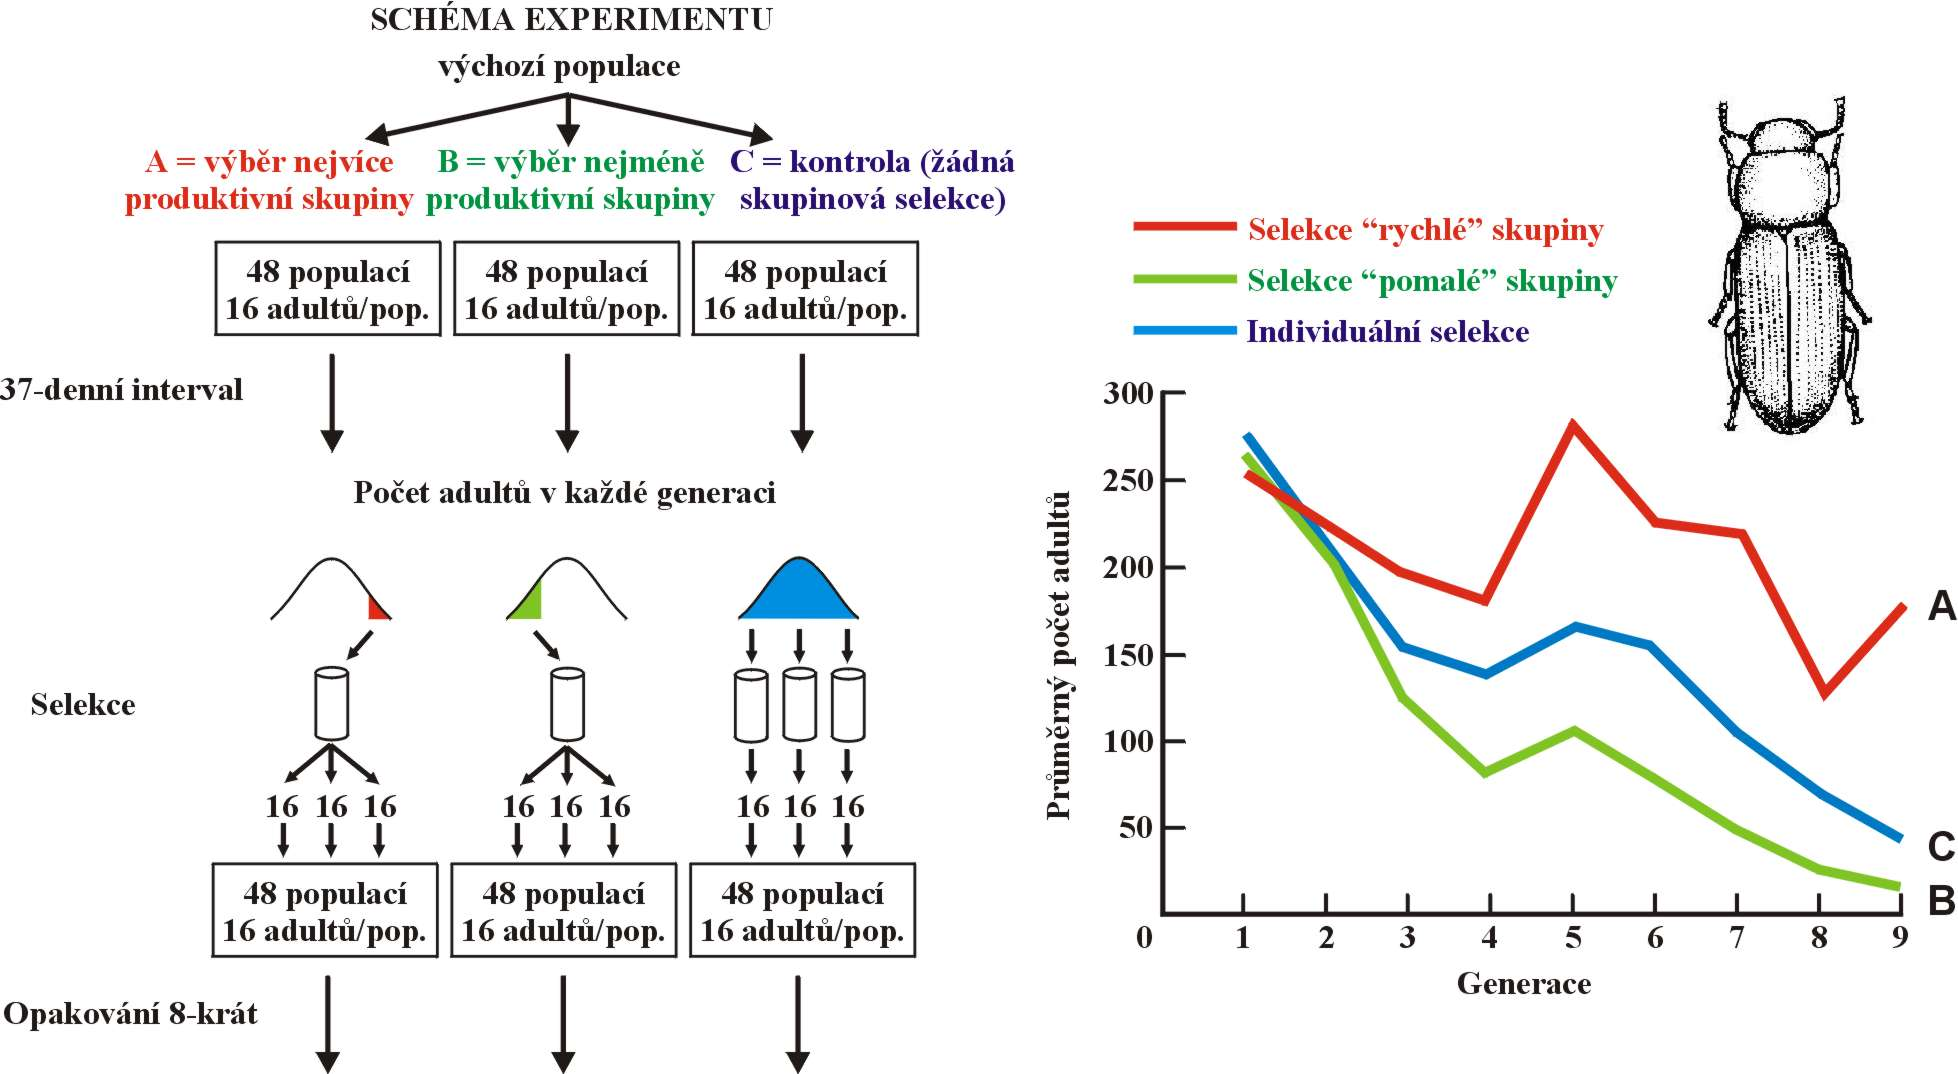 SCHÉMA EXPERIMENTU
výchozí populace
A = výběr nejvíce
produktivní skupiny
B = výběr nejméně
produktivní skupiny
C = kontrola (žádná
skupinová selekce)
48 populací
16 adultů/pop.
48 populací
16 adultů/pop.
48 populací
16 adultů/pop.
37-denní interval
Počet adultů v každé generaci
Selekce
16 16 16
16 16 16
16 16 16
48 populací
16 adultů/pop.
48 populací
16 adultů/pop.
48 populací
16 adultů/pop.
Opakování 8-krát
Selekce “rychlé” skupiny
Selekce “pomalé” skupiny
Individuální selekce
Průměrný počet adultů
300
250
200
150
100
50
0 1 2 3 4 5 6 7 8 9
Generace
A
C
B